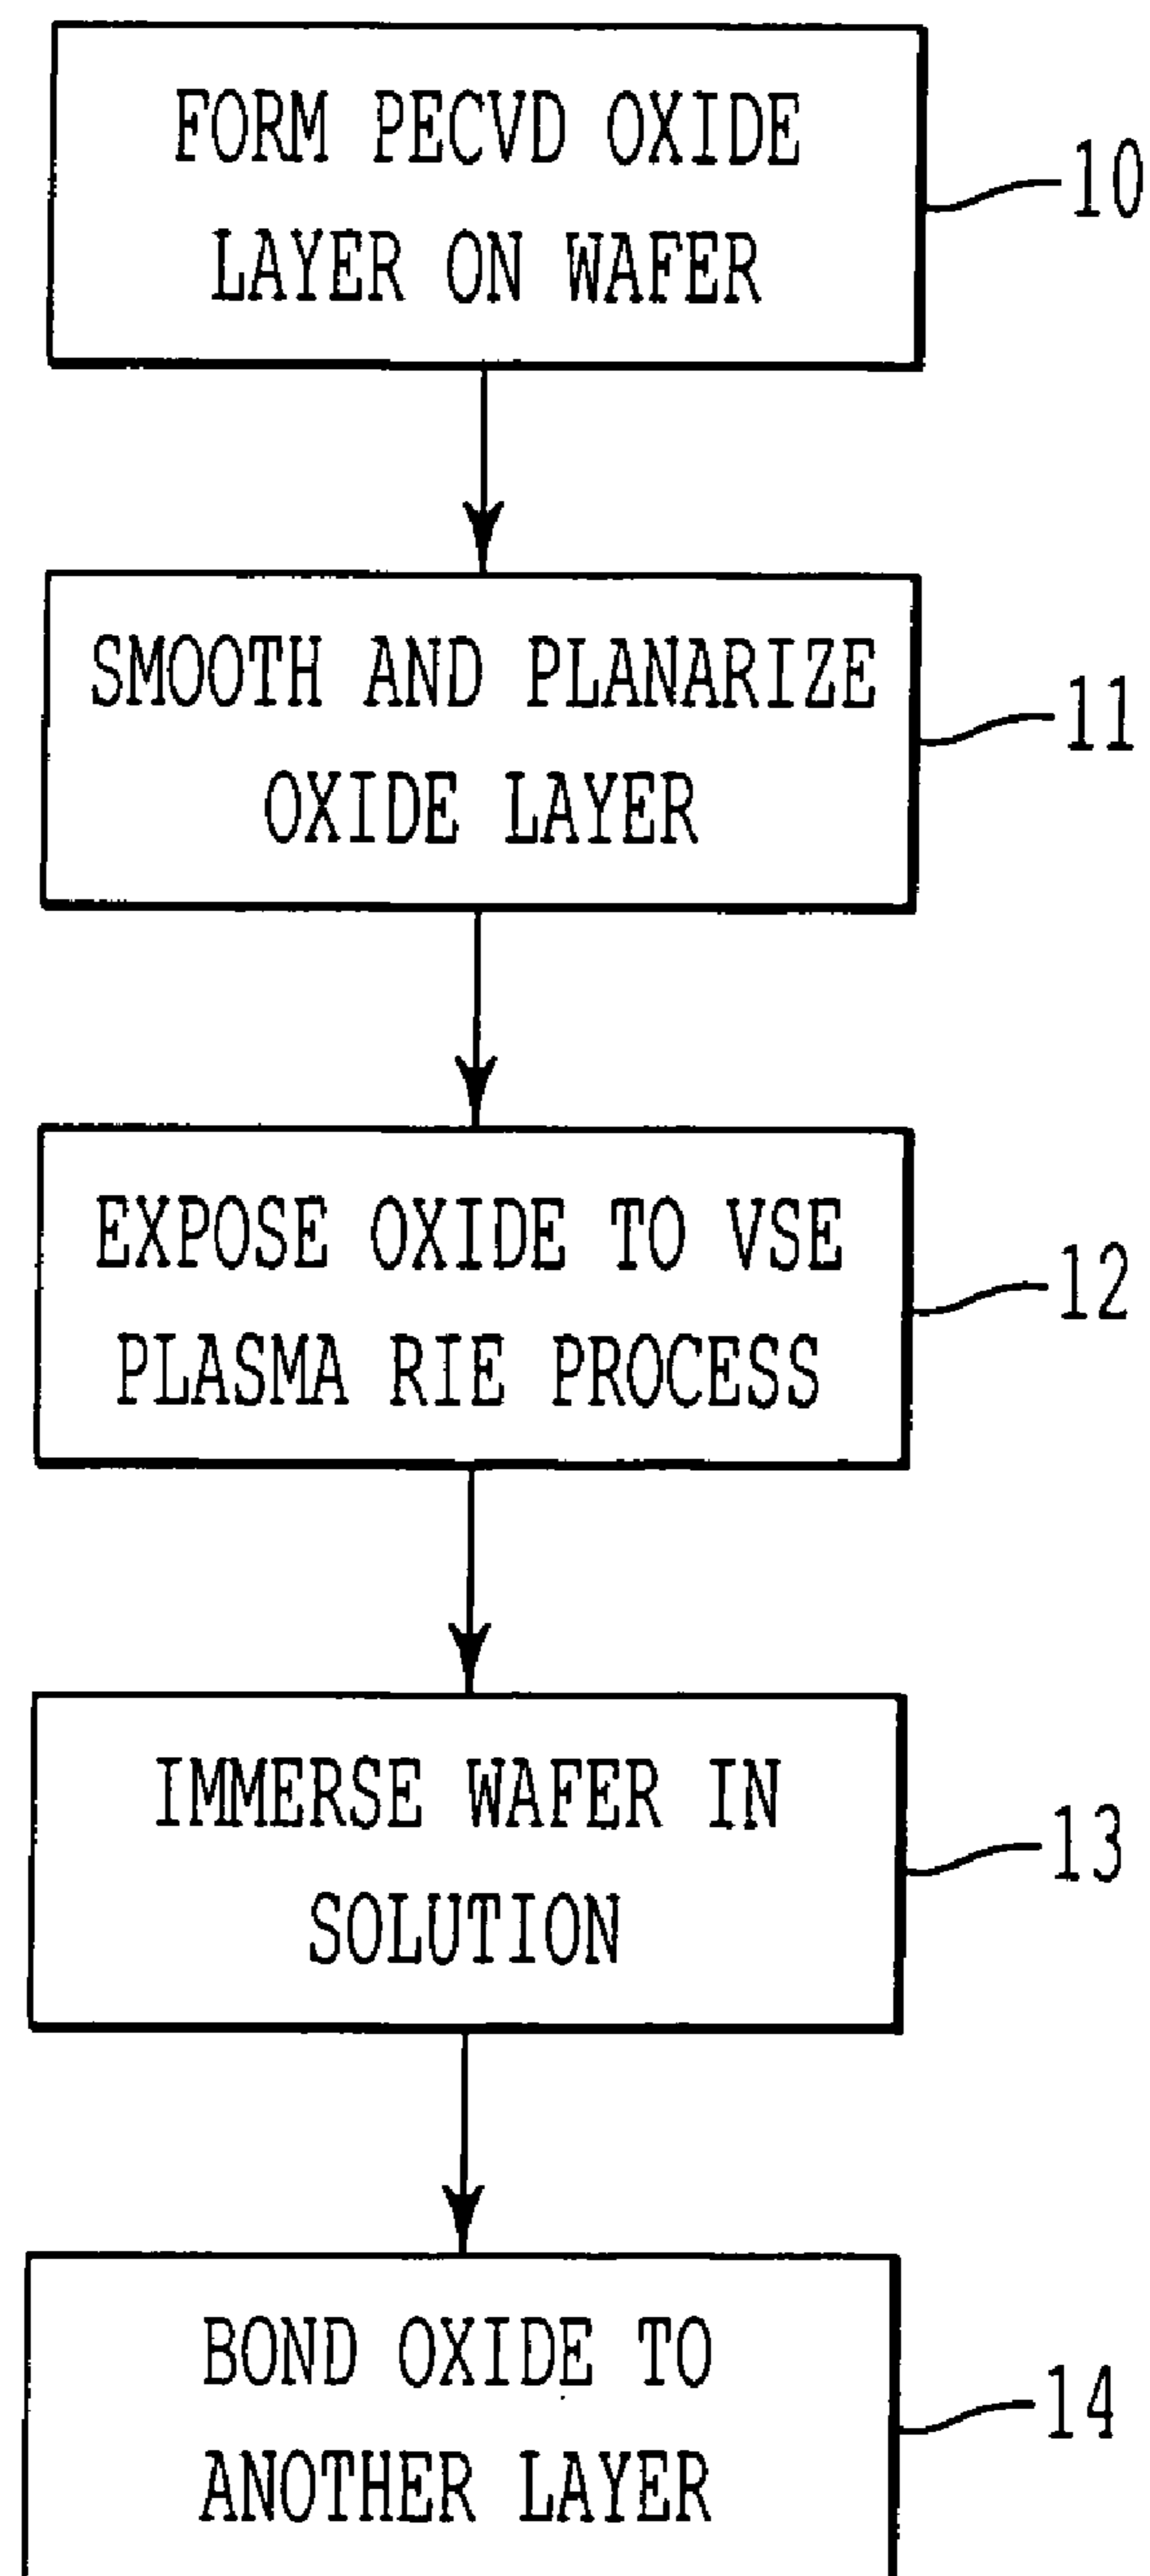 FORM PECVD OXIDE
LAYER ON WAFER
10
SMOOTH AND PLANARIZE
OXIDE LAYER
11
EXPOSE OXIDE TO VSE
PLASMA RIE PROCESS
12
IMMERSE WAFER IN
SOLUTION
13
BOND OXIDE TO
ANOTHER LAYER
14